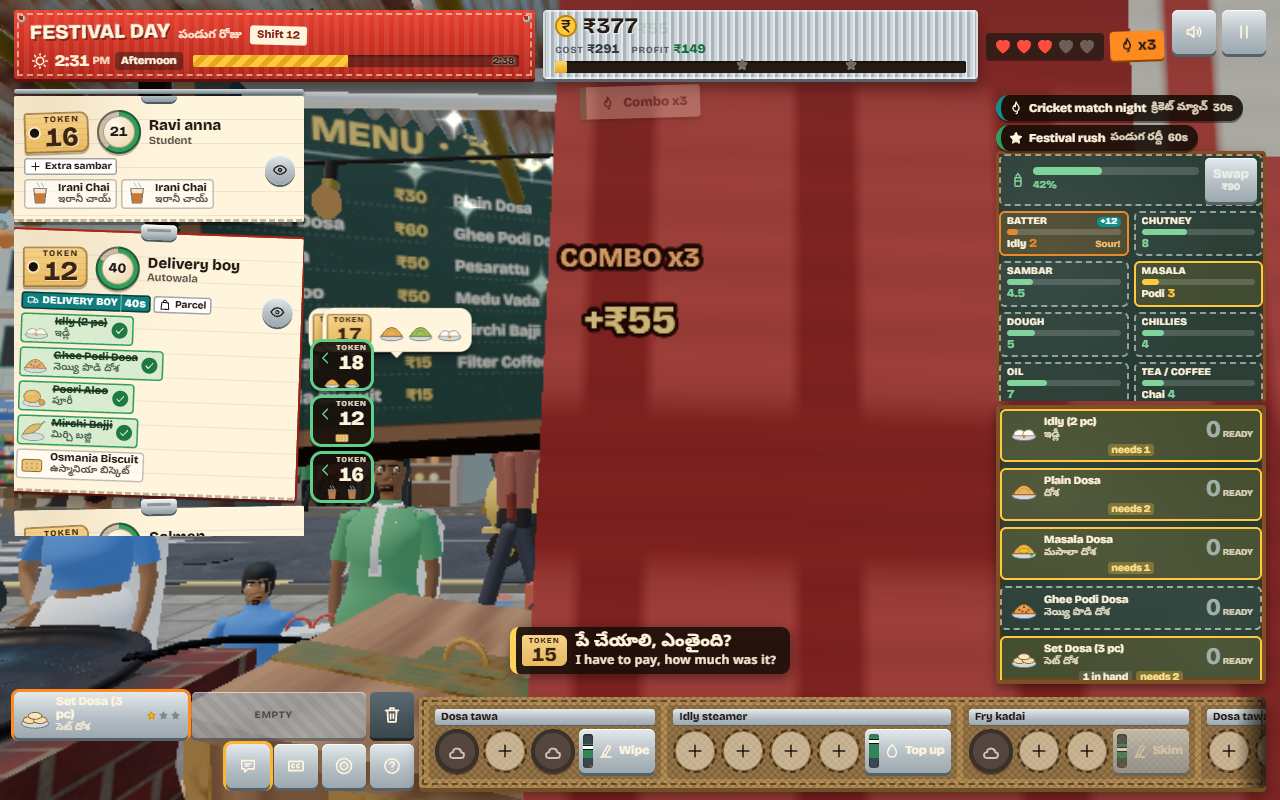 FESTIVAL DAY పండుగ రోజు Shift 12
2:31 PM Afternoon 2:38
₹377
COST ₹291 PROFIT ₹149
x3
Combo x3
Cricket match night క్రికెట్ మ్యాచ్ 30s
Festival rush పండుగ రద్దీ 60s
TOKEN
16
21
Ravi anna
Student
+ Extra sambar
Irani Chai
ఇరానీ చాయ్
Irani Chai
ఇరానీ చాయ్
TOKEN
12
40
Delivery boy
Autowala
DELIVERY BOY 40s
Parcel
Idly (2 pc)
ఇడ్లీ
Ghee Podi Dosa
నెయ్యి పొడి దోశ
Poori Aloo
పూరీ
Mirchi Bajji
మిర్చి బజ్జి
Osmania Biscuit
ఉస్మానియా బిస్కెట్
TOKEN
MENU
₹30 Plain Dosa
₹60 Ghee Podi Do
₹50 Pesarattu
₹50 Medu Vada
irchi Bajji
₹15 Filter Coffee
₹15
TOKEN
17
TOKEN
18
TOKEN
12
TOKEN
16
COMBO x3
+₹55
TOKEN
15
పే చేయాలి, ఎంతైంది?
I have to pay, how much was it?
42%
Swap
₹90
BATTER +12
Idly 2 Sour!
CHUTNEY
8
SAMBAR
4.5
MASALA
Podi 3
DOUGH
5
CHILLIES
4
OIL
7
TEA / COFFEE
Chai 4
Idly (2 pc)
ఇడ్లీ
0 READY
needs 1
Plain Dosa
దోశ
0 READY
needs 2
Masala Dosa
మసాలా దోశ
0 READY
needs 1
Ghee Podi Dosa
నెయ్యి పొడి దోశ
0 READY
Set Dosa (3 pc)
సెట్ దోశ
0 READY
1 in hand needs 2
Set Dosa (3 pc)
సెట్ దోశ
EMPTY
CC
?
Dosa tawa
Wipe
Idly steamer
Top up
Fry kadai
Skim
Dosa taw